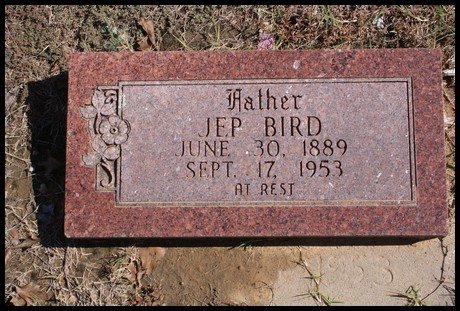 Father
JEP BIRD
JUNE 30, 1889
SEPT. 17, 1953
AT REST